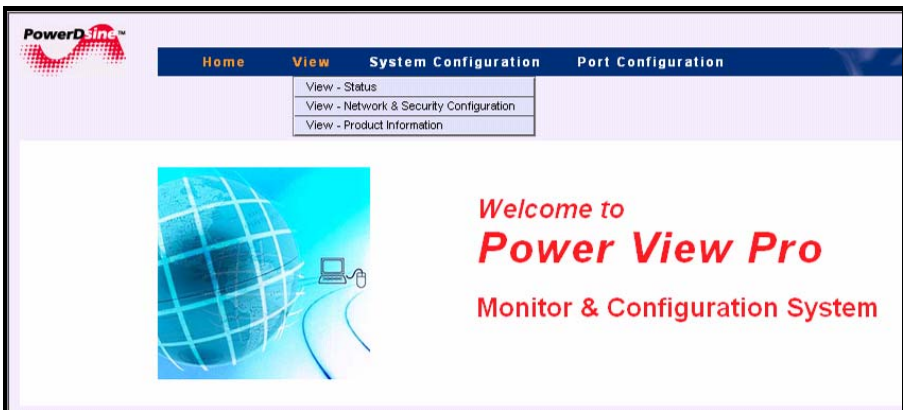 PowerDsine™
Home View System Configuration Port Configuration
View - Status
View - Network & Security Configuration
View - Product Information
Welcome to
Power View Pro
Monitor & Configuration System